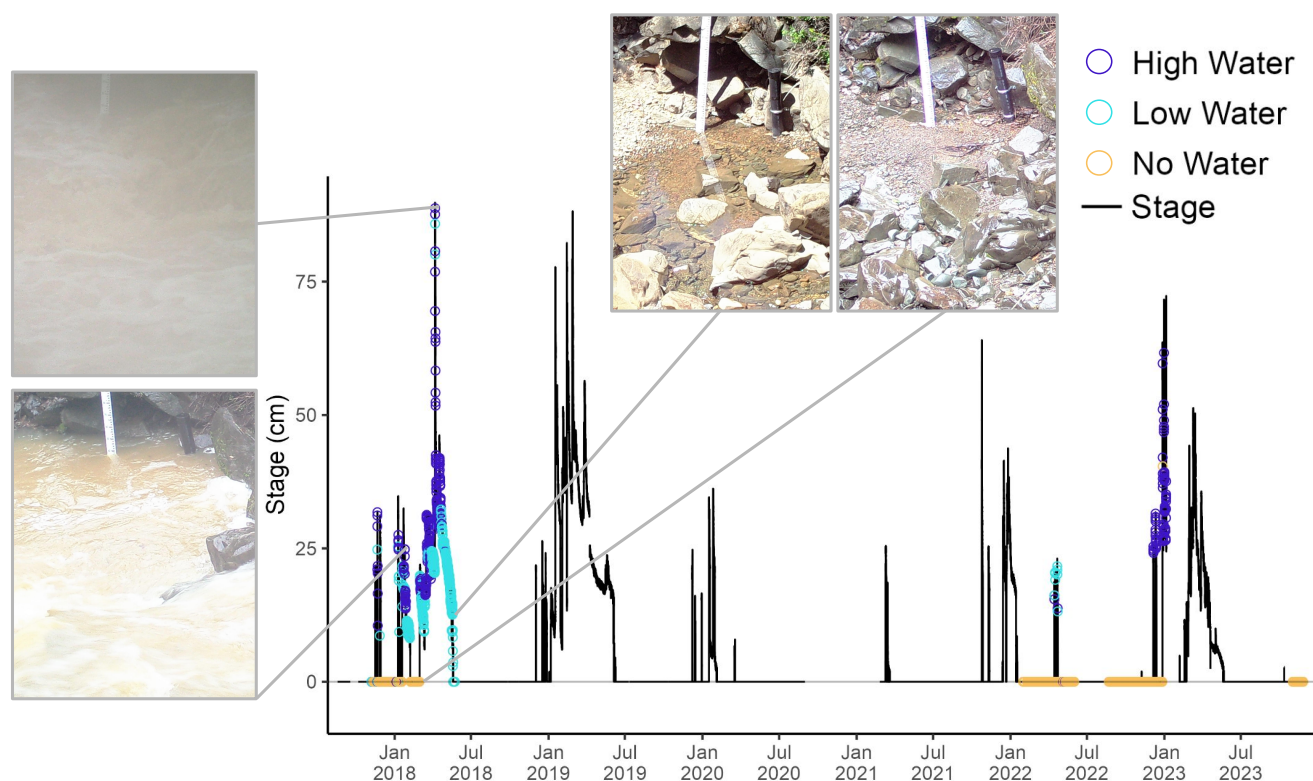 High Water
Low Water
No Water
Stage
Stage (cm)
75
50
25
0
Jan Jul Jan Jul Jan Jul Jan Jul Jan Jul Jan Jul
2018 2018 2019 2019 2020 2020 2021 2021 2022 2022 2023 2023